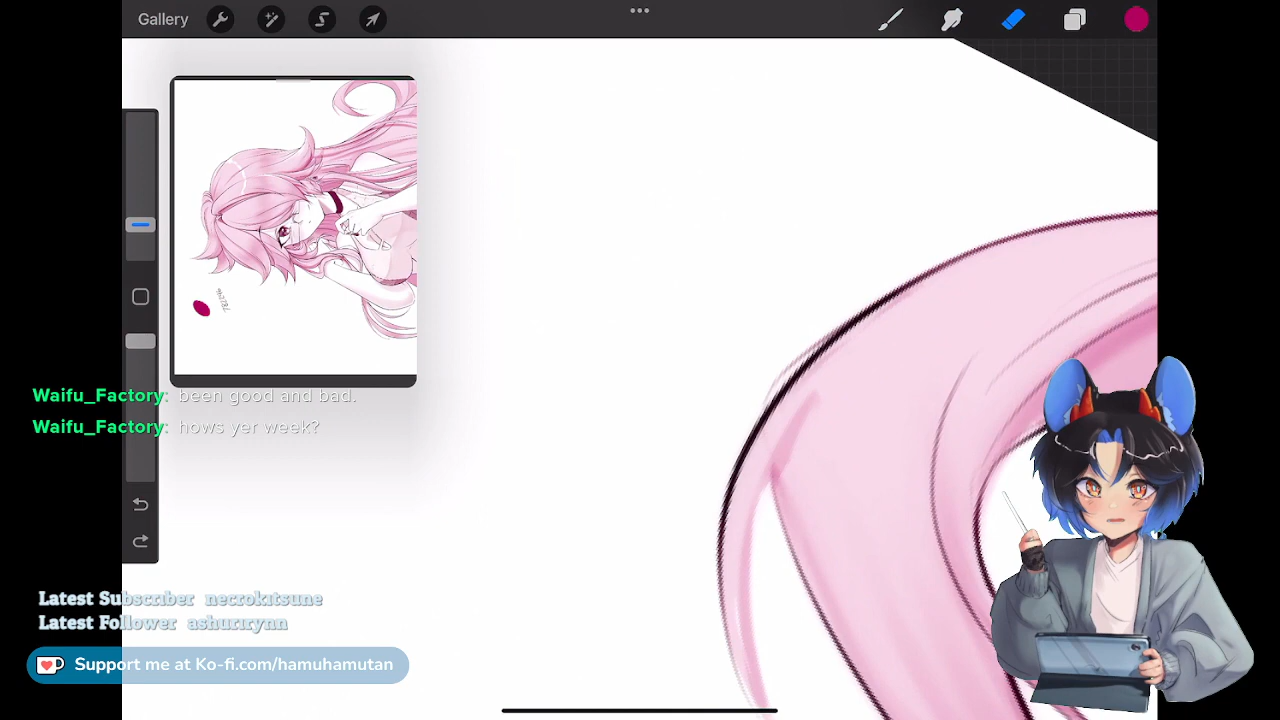 Gallery
Waifu_Factory: been good and bad.
Waifu_Factory: hows yer week?
Latest Subscriber necrokitsune
Latest Follower ashurirynn
Support me at Ko-fi.com/hamuhamutan